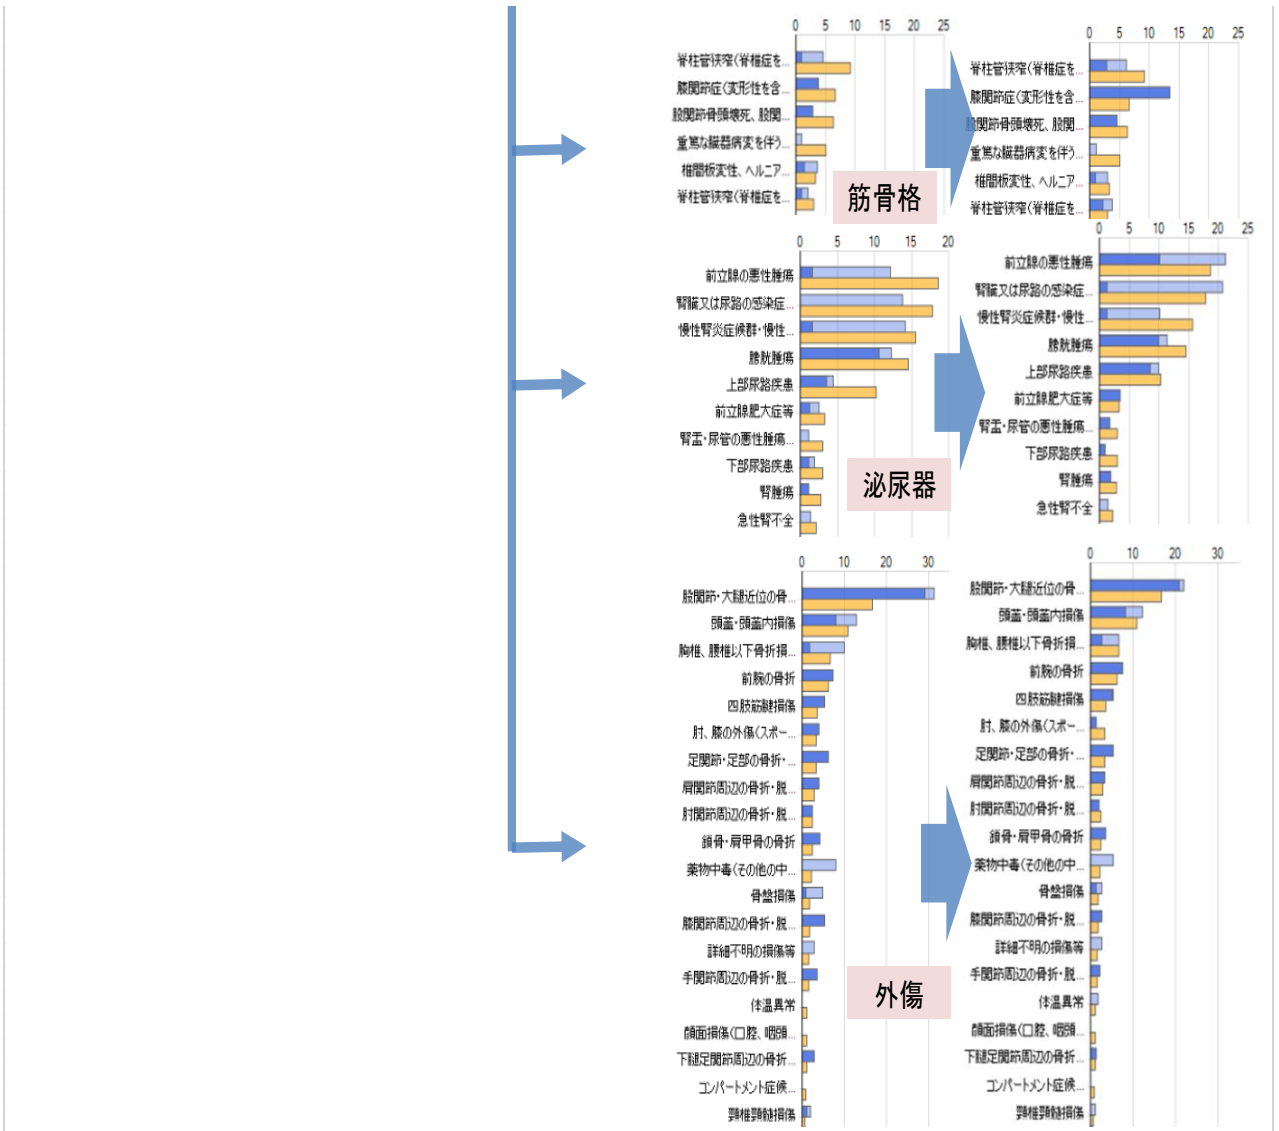 0 5 10 15 20 25
脊柱管狭窄(脊椎症を...
膝関節症(変形性を含...
股関節骨頭壊死、股関...
重篤な臓器病変を伴う...
椎間板変性、ヘルニア...
脊柱管狭窄(脊椎症を...
筋骨格
0 5 10 15 20 25
脊柱管狭窄(脊椎症を...
膝関節症(変形性を含...
股関節骨頭壊死、股関...
重篤な臓器病変を伴う...
椎間板変性、ヘルニア...
脊柱管狭窄(脊椎症を...
0 5 10 15 20
前立腺の悪性腫瘍
腎臓又は尿路の感染症...
慢性腎炎症候群・慢性...
膀胱腫瘍
上部尿路疾患
前立腺肥大症等
腎盂・尿管の悪性腫瘍...
下部尿路疾患
腎腫瘍
急性腎不全
泌尿器
0 5 10 15 20 25
前立腺の悪性腫瘍
腎臓又は尿路の感染症...
慢性腎炎症候群・慢性...
膀胱腫瘍
上部尿路疾患
前立腺肥大症等
腎盂・尿管の悪性腫瘍...
下部尿路疾患
腎腫瘍
急性腎不全
0 10 20 30
股関節・大腿近位の骨...
頭蓋・頭蓋内損傷
胸椎、腰椎以下骨折損...
前腕の骨折
四肢筋腱損傷
肘、膝の外傷(スポー...
足関節・足部の骨折・...
肩関節周辺の骨折・脱...
肘関節周辺の骨折・脱...
鎖骨・肩甲骨の骨折
薬物中毒(その他の中...
骨盤損傷
膝関節周辺の骨折・脱...
詳細不明の損傷等
手関節周辺の骨折・脱...
体温異常
顔面損傷(口腔、咽頭...
下腿足関節周辺の骨折...
コンパートメント症候...
頸椎頸髄損傷
外傷
0 10 20 30
股関節・大腿近位の骨...
頭蓋・頭蓋内損傷
胸椎、腰椎以下骨折損...
前腕の骨折
四肢筋腱損傷
肘、膝の外傷(スポー...
足関節・足部の骨折・...
肩関節周辺の骨折・脱...
肘関節周辺の骨折・脱...
鎖骨・肩甲骨の骨折
薬物中毒(その他の中...
骨盤損傷
膝関節周辺の骨折・脱...
詳細不明の損傷等
手関節周辺の骨折・脱...
体温異常
顔面損傷(口腔、咽頭...
下腿足関節周辺の骨折...
コンパートメント症候...
頸椎頸髄損傷